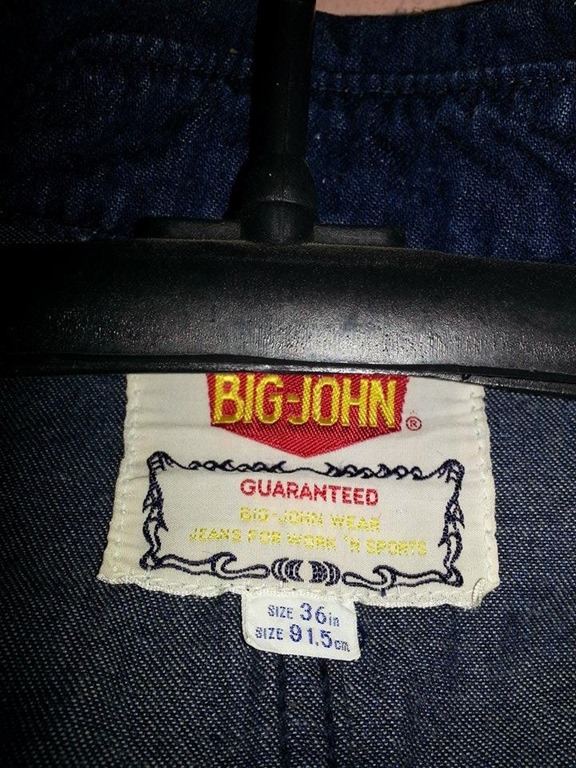 BIG-JOHN ®
GUARANTEED
BIG-JOHN WEAR
JEANS FOR WORK 'N SPORTS
SIZE 36in
SIZE 91.5cm